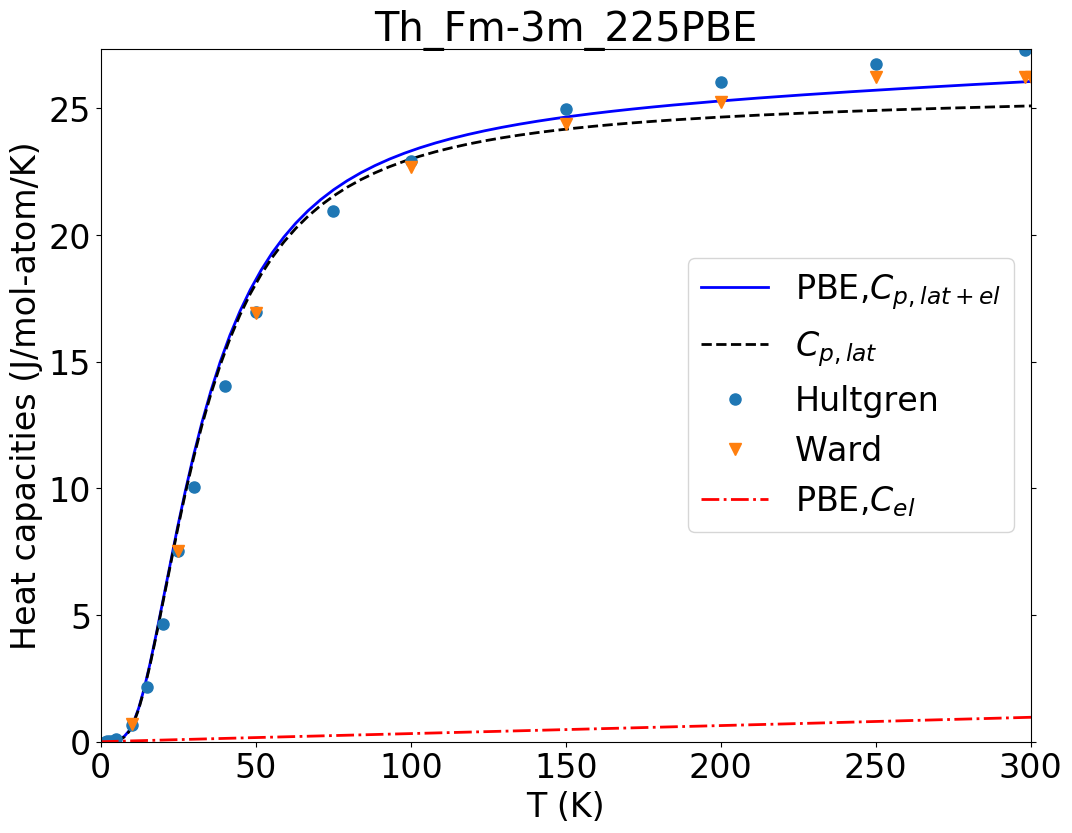 Th_Fm-3m_225PBE
Heat capacities (J/mol-atom/K)
25
20
15
10
5
0
PBE,C_{p, lat+el}
C_{p, lat}
Hultgren
Ward
PBE,C_{el}
0 50 100 150 200 250 300
T (K)